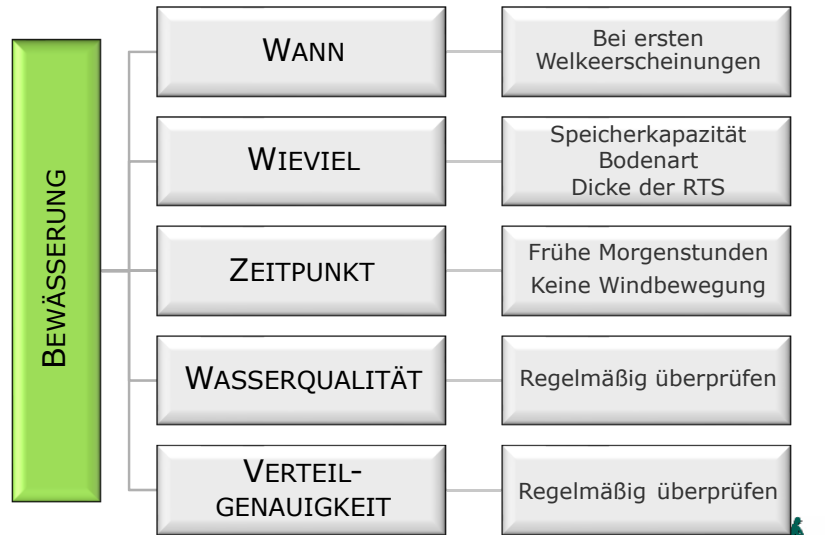 BEWÄSSERUNG
WANN
Bei ersten
Welkeerscheinungen
WIEVIEL
Speicherkapazität
Bodenart
Dicke der RTS
ZEITPUNKT
Frühe Morgenstunden
Keine Windbewegung
WASSERQUALITÄT
Regelmäßig überprüfen
VERTEIL-
GENAUIGKEIT
Regelmäßig überprüfen